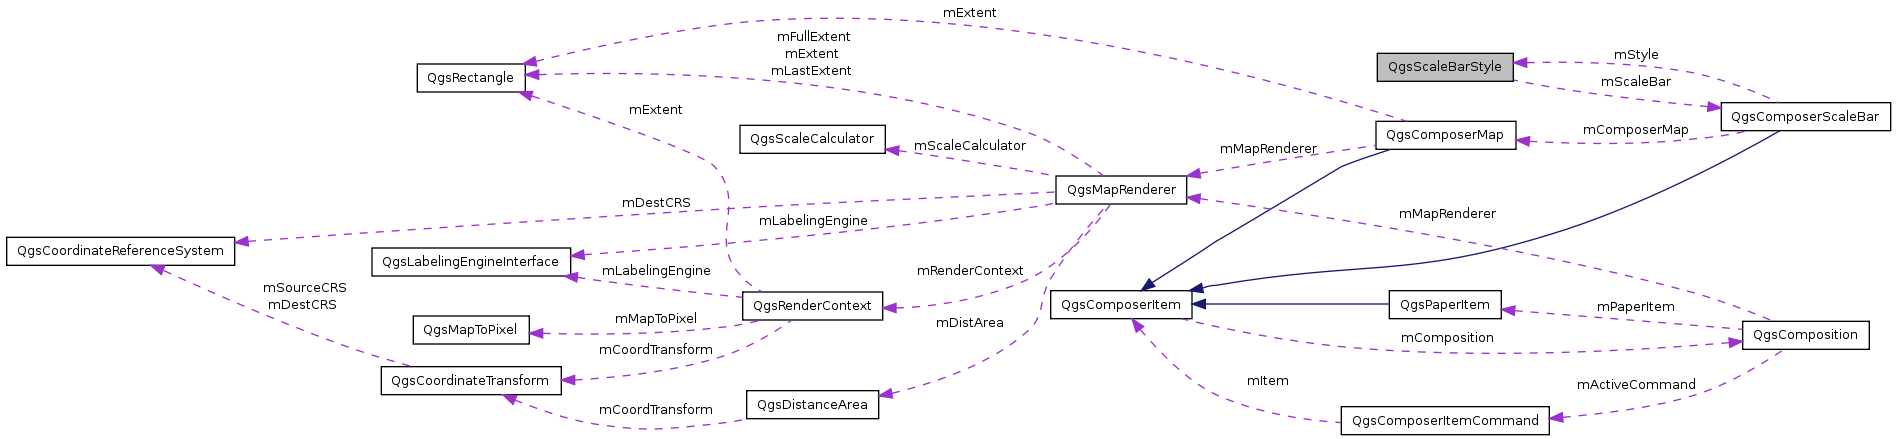 mExtent
mFullExtent
mExtent
mLastExtent
mStyle
QgsScaleBarStyle
QgsRectangle
mScaleBar
mExtent
QgsComposerScaleBar
mComposerMap
QgsComposerMap
QgsScaleCalculator
mScaleCalculator
mMapRenderer
QgsMapRenderer
mDestCRS
mMapRenderer
mLabelingEngine
QgsCoordinateReferenceSystem
QgsLabelingEngineInterface
mLabelingEngine
mRenderContext
mSourceCRS
mDestCRS
QgsRenderContext
QgsComposerItem
QgsPaperItem
mPaperItem
mMapToPixel
mDistArea
QgsMapToPixel
mComposition
QgsComposition
mCoordTransform
QgsCoordinateTransform
mItem
mActiveCommand
mCoordTransform
QgsDistanceArea
QgsComposerItemCommand